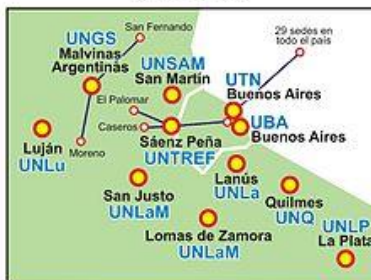 San Fernando
UNGS
Malvinas
Argentinas
29 sedes en
todo el país
UNSAM
San Martín
UTN
Buenos Aires
El Palomar
Caseros
UBA
Buenos Aires
Luján
UNLu
Moreno
Sáenz Peña
UNTREF
Lanús
UNLa
San Justo
UNLaM
Quilmes
UNQ
Lomas de Zamora
UNLaM
UNLP
La Plata